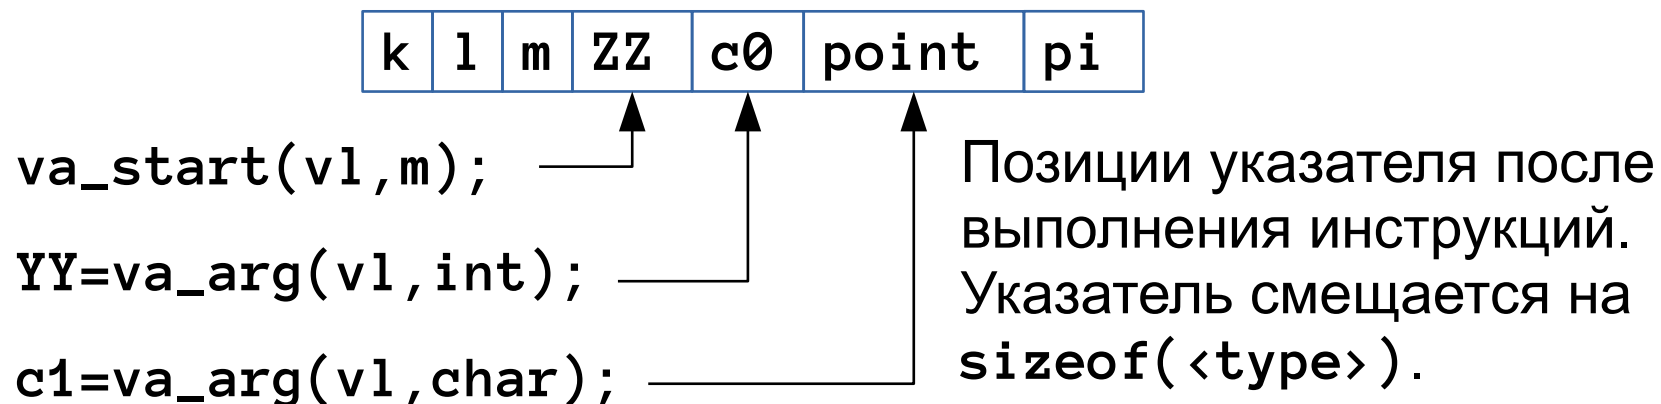 k l m ZZ c0 point pi
va_start(vl,m);
YY=va_arg(vl,int);
c1=va_arg(vl,char);
Позиции указателя после
выполнения инструкций.
Указатель смещается на
sizeof(<type>).